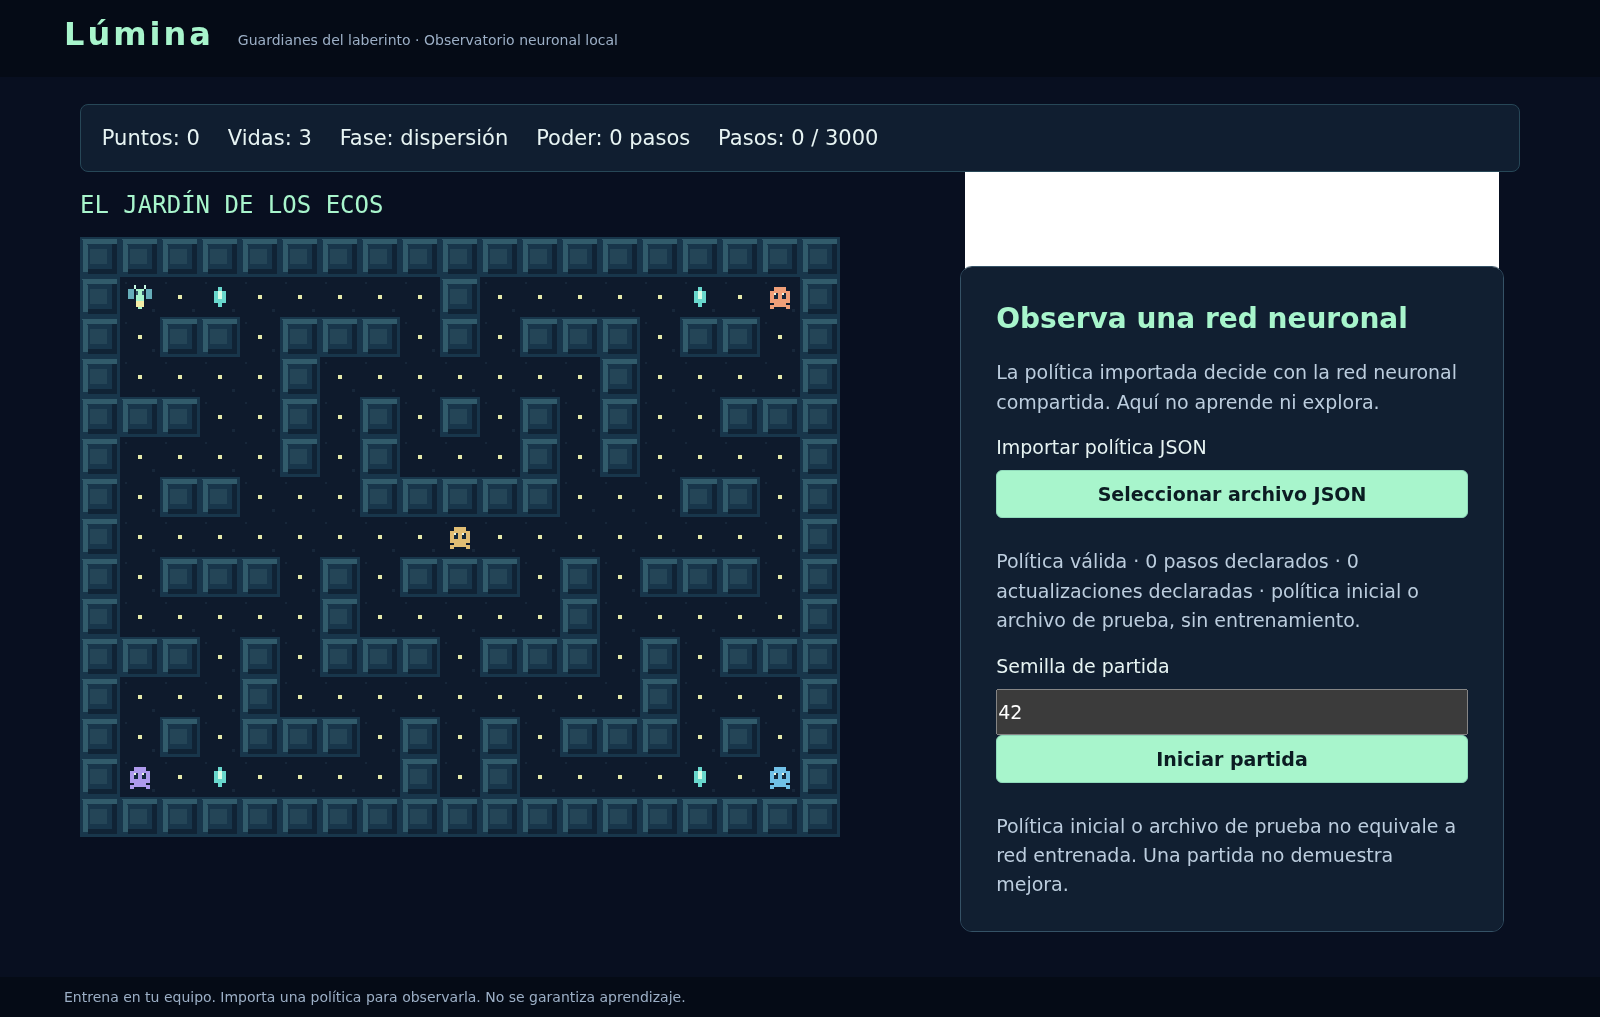 Lúmina
Guardianes del laberinto · Observatorio neuronal local
Puntos: 0 Vidas: 3 Fase: dispersión Poder: 0 pasos Pasos: 0 / 3000
EL JARDÍN DE LOS ECOS
Observa una red neuronal
La política importada decide con la red neuronal
compartida. Aquí no aprende ni explora.
Importar política JSON
Seleccionar archivo JSON
Política válida · 0 pasos declarados · 0
actualizaciones declaradas · política inicial o
archivo de prueba, sin entrenamiento.
Semilla de partida
42
Iniciar partida
Política inicial o archivo de prueba no equivale a
red entrenada. Una partida no demuestra
mejora.
Entrena en tu equipo. Importa una política para observarla. No se garantiza aprendizaje.